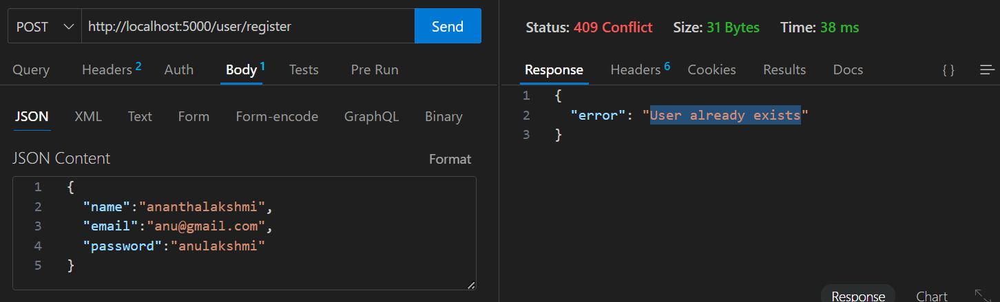 POST http://localhost:5000/user/register Send
Query Headers 2 Auth Body 1 Tests Pre Run
JSON XML Text Form Form-encode GraphQL Binary
JSON Content Format
1 {
2 "name":"ananthalakshmi",
3 "email":"anu@gmail.com",
4 "password":"anulakshmi"
5 }
Status: 409 Conflict Size: 31 Bytes Time: 38 ms
Response Headers 6 Cookies Results Docs { }
1 {
2 "error": "User already exists"
3 }
Response Chart